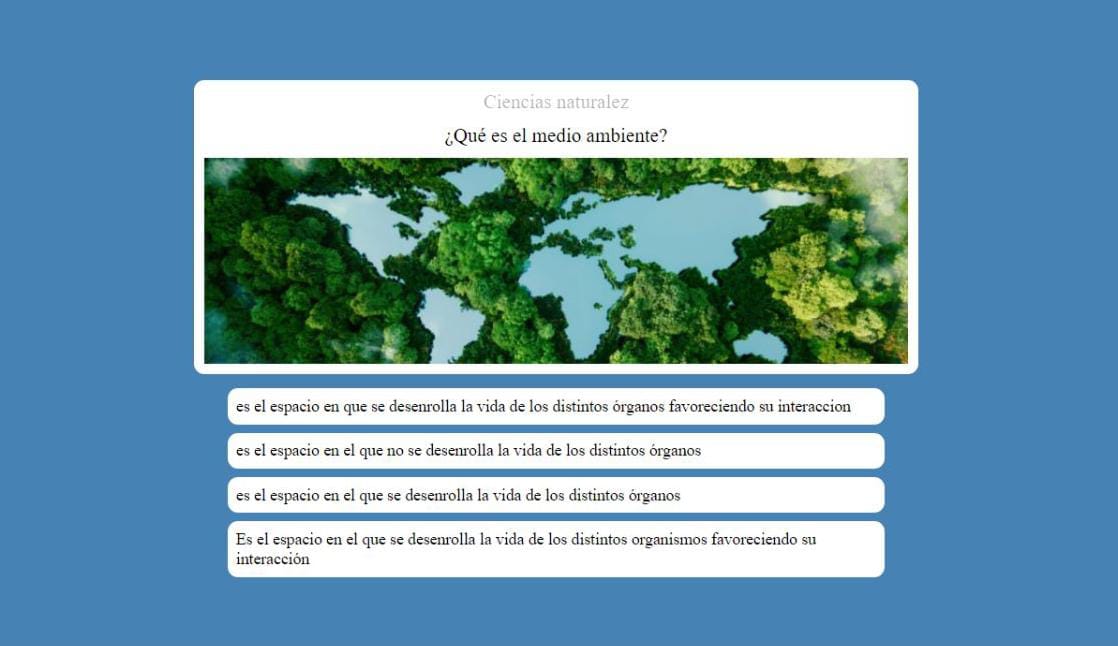 Ciencias naturalez
¿Qué es el medio ambiente?
es el espacio en que se desenrolla la vida de los distintos órganos favoreciendo su interaccion
es el espacio en el que no se desenrolla la vida de los distintos órganos
es el espacio en el que se desenrolla la vida de los distintos órganos
Es el espacio en el que se desenrolla la vida de los distintos organismos favoreciendo su
interacción